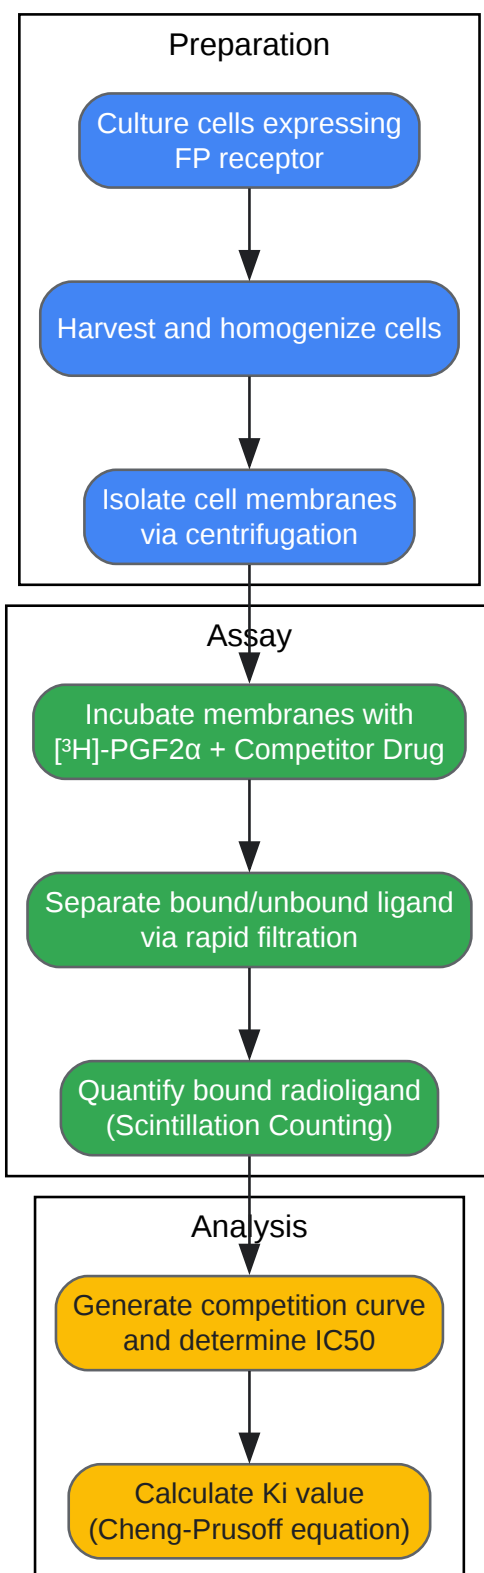 Preparation
Culture cells expressing
FP receptor
Harvest and homogenize cells
Isolate cell membranes
via centrifugation
Assay
Incubate membranes with
[³H]-PGF2α + Competitor Drug
Separate bound/unbound ligand
via rapid filtration
Quantify bound radioligand
(Scintillation Counting)
Analysis
Generate competition curve
and determine IC50
Calculate Ki value
(Cheng-Prusoff equation)